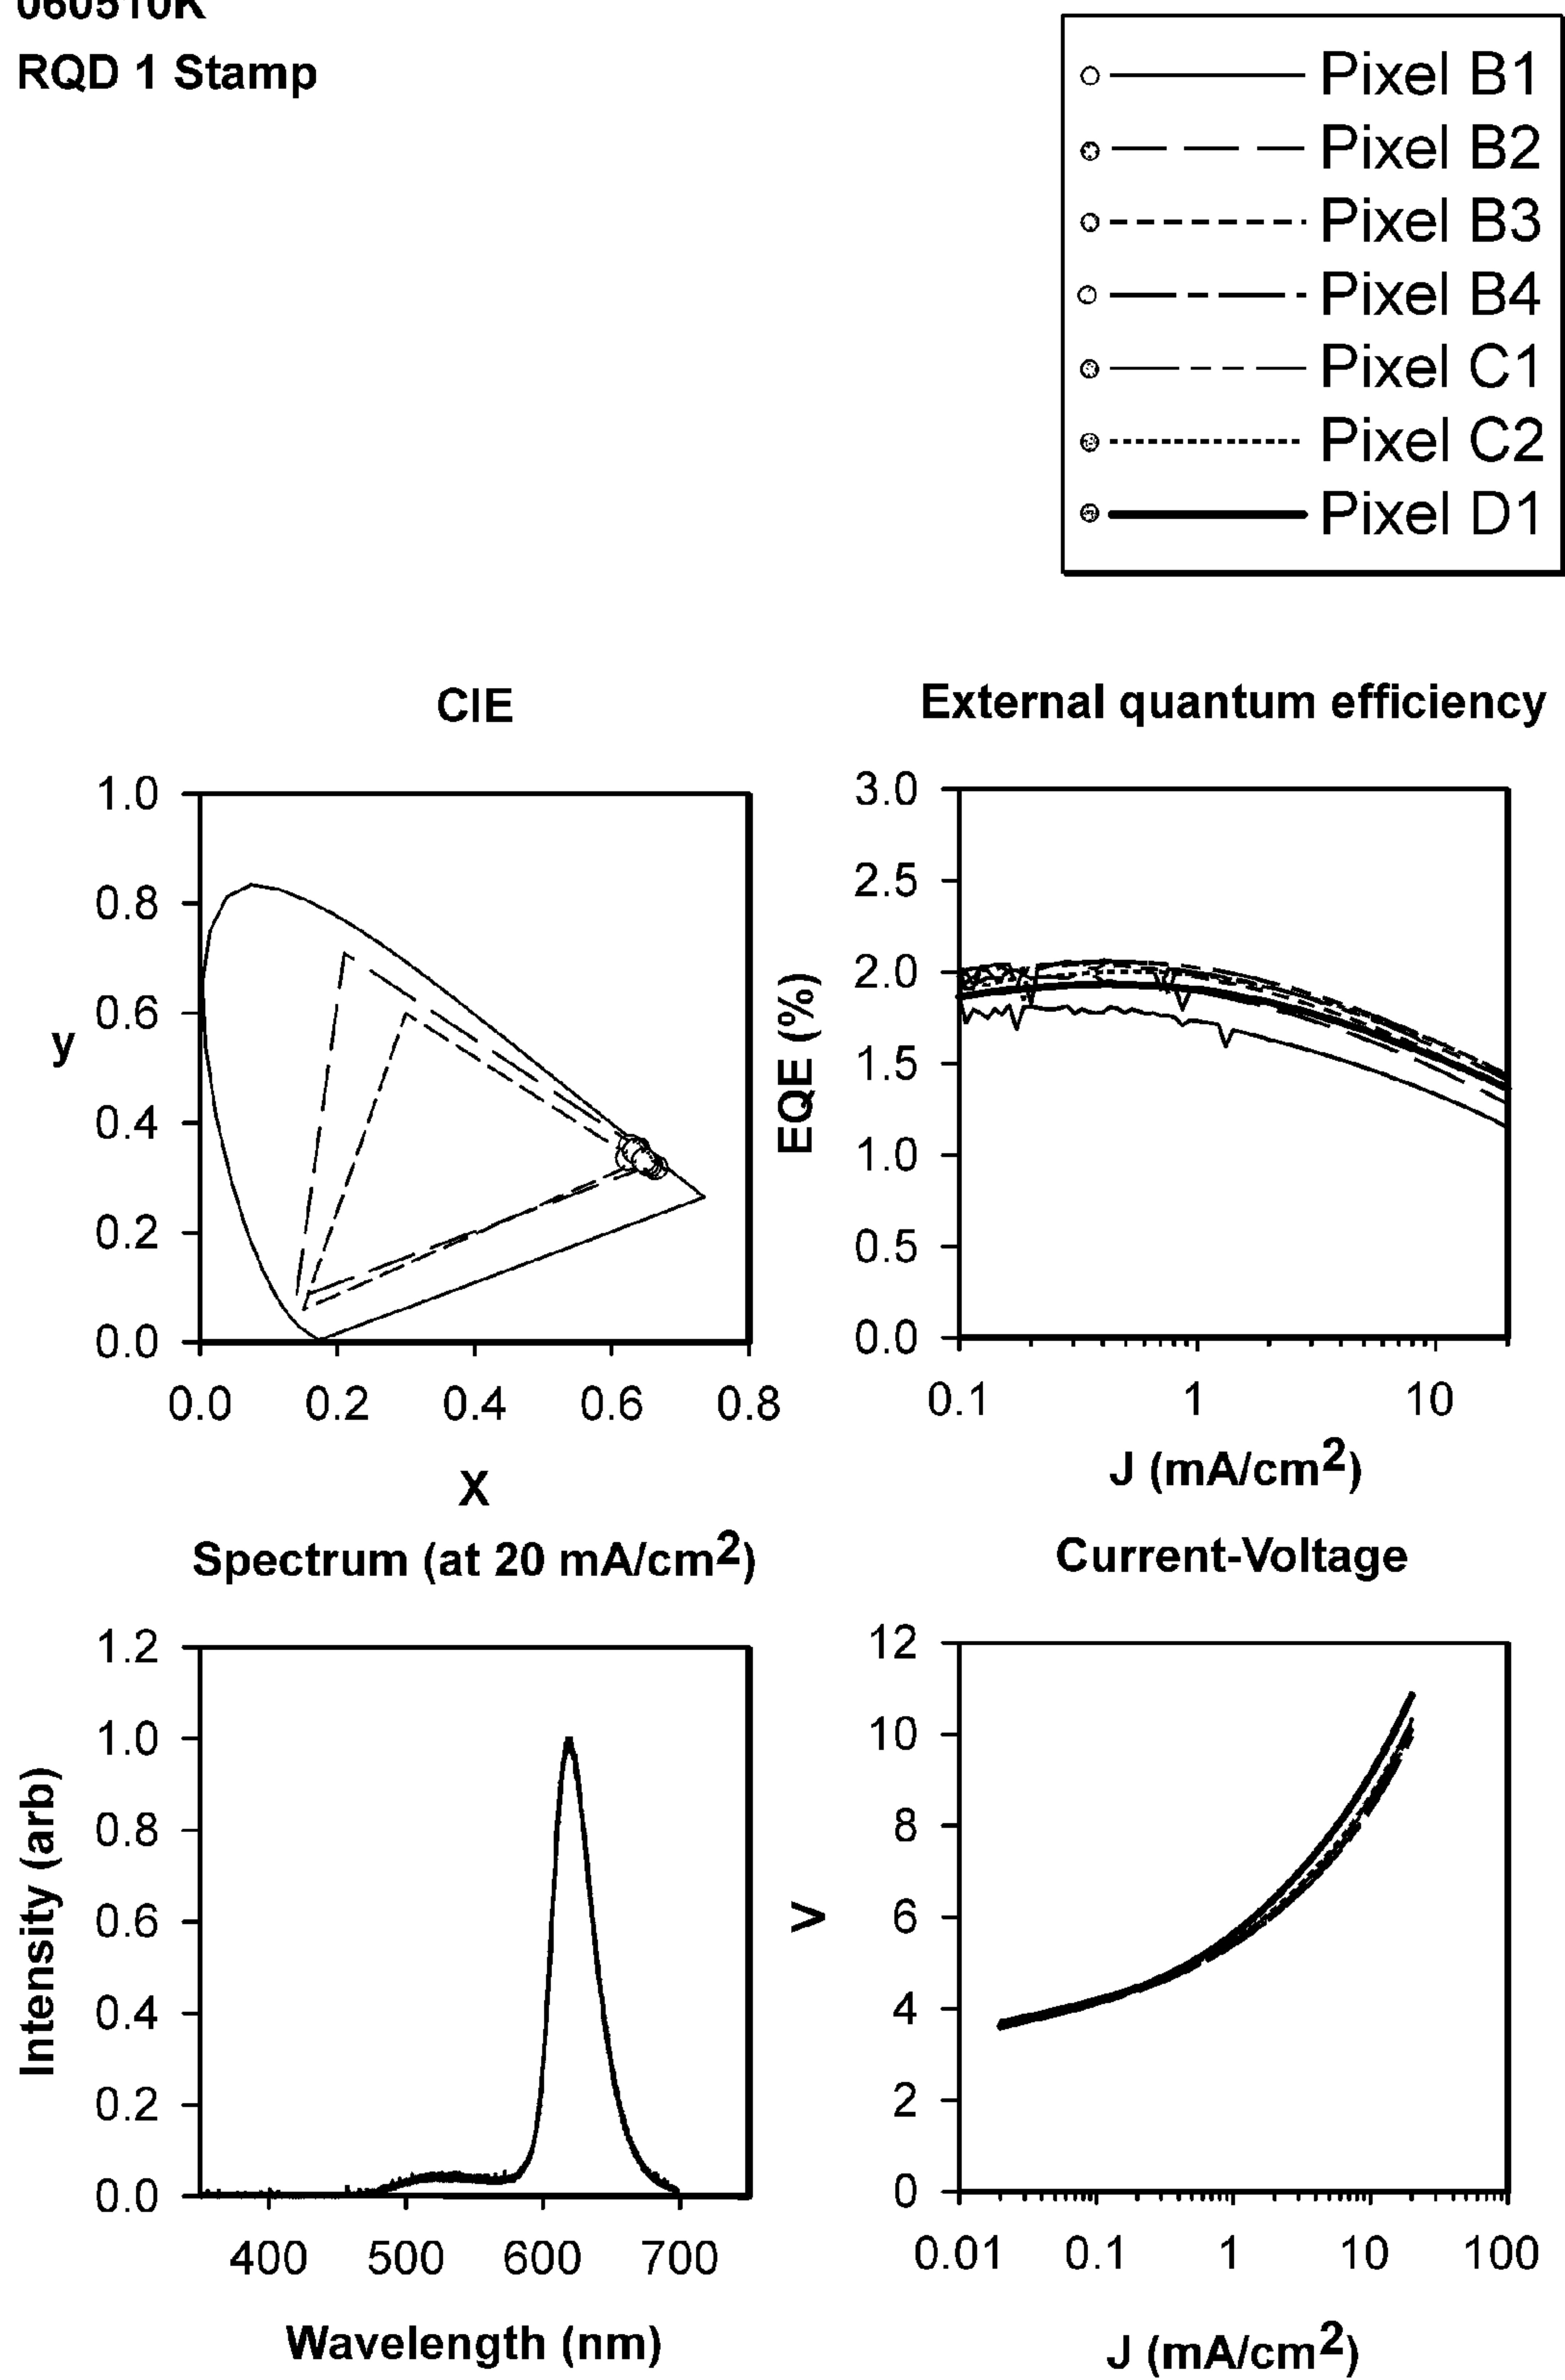 060510K
RQD 1 Stamp
Pixel B1
Pixel B2
Pixel B3
Pixel B4
Pixel C1
Pixel C2
Pixel D1
CIE
1.0
0.8
0.6
0.4
0.2
0.0
y
0.0 0.2 0.4 0.6 0.8
X
External quantum efficiency
3.0
2.5
2.0
1.5
1.0
0.5
0.0
EQE (%)
0.1 1 10
J (mA/cm2)
Spectrum (at 20 mA/cm2)
1.2
1.0
0.8
0.6
0.4
0.2
0.0
Intensity (arb)
400 500 600 700
Wavelength (nm)
Current-Voltage
12
10
8
6
4
2
0
V
0.01 0.1 1 10 100
J (mA/cm2)